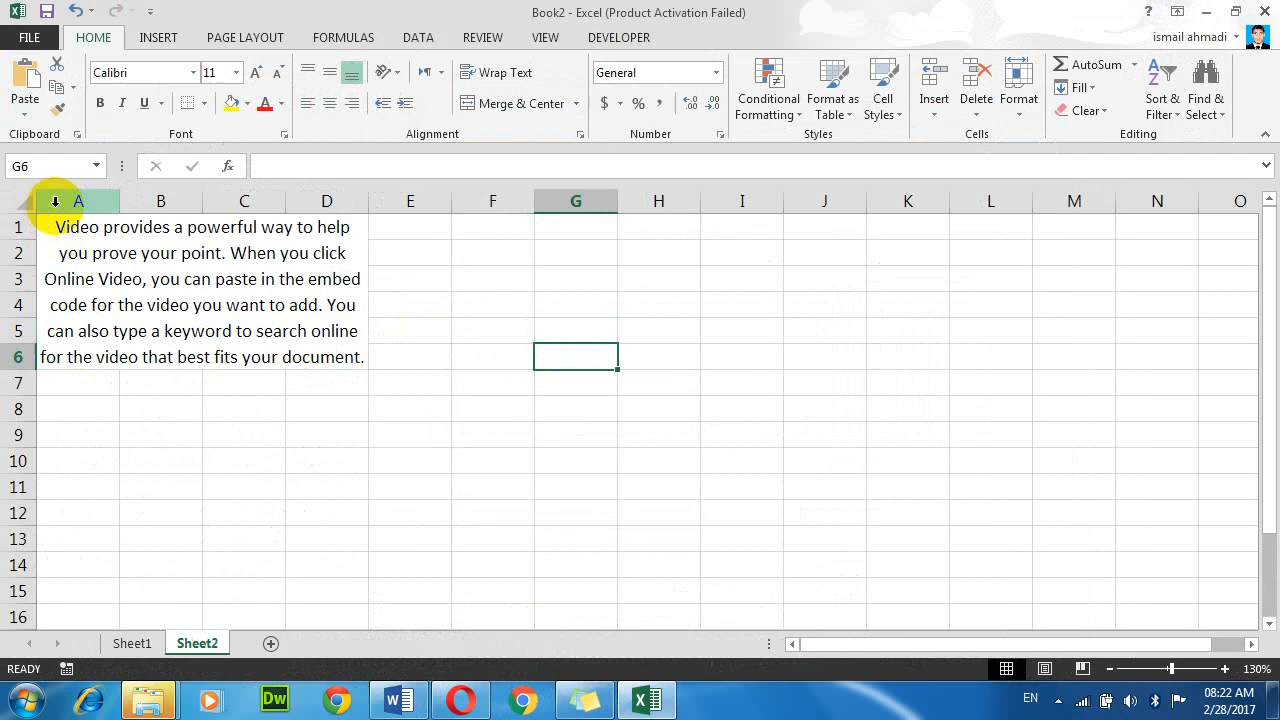 Book2 - Excel (Product Activation Failed)
FILE HOME INSERT PAGE LAYOUT FORMULAS DATA REVIEW VIEW DEVELOPER ismail ahmadi
Paste Calibri 11 Wrap Text General Conditional Formatting Format as Table Cell Styles Insert Delete Format AutoSum Fill Clear Sort & Filter Find & Select
B I U A Merge & Center $ % ,
Clipboard Font Alignment Number Styles Cells Editing
G6 fx
A B C D E F G H I J K L M N O
1 Video provides a powerful way to help
2 you prove your point. When you click
3 Online Video, you can paste in the embed
4 code for the video you want to add. You
5 can also type a keyword to search online
6 for the video that best fits your document.
7
8
9
10
11
12
13
14
15
16
Sheet1 Sheet2
READY 130%
Dw EN 08:22 AM
2/28/2017